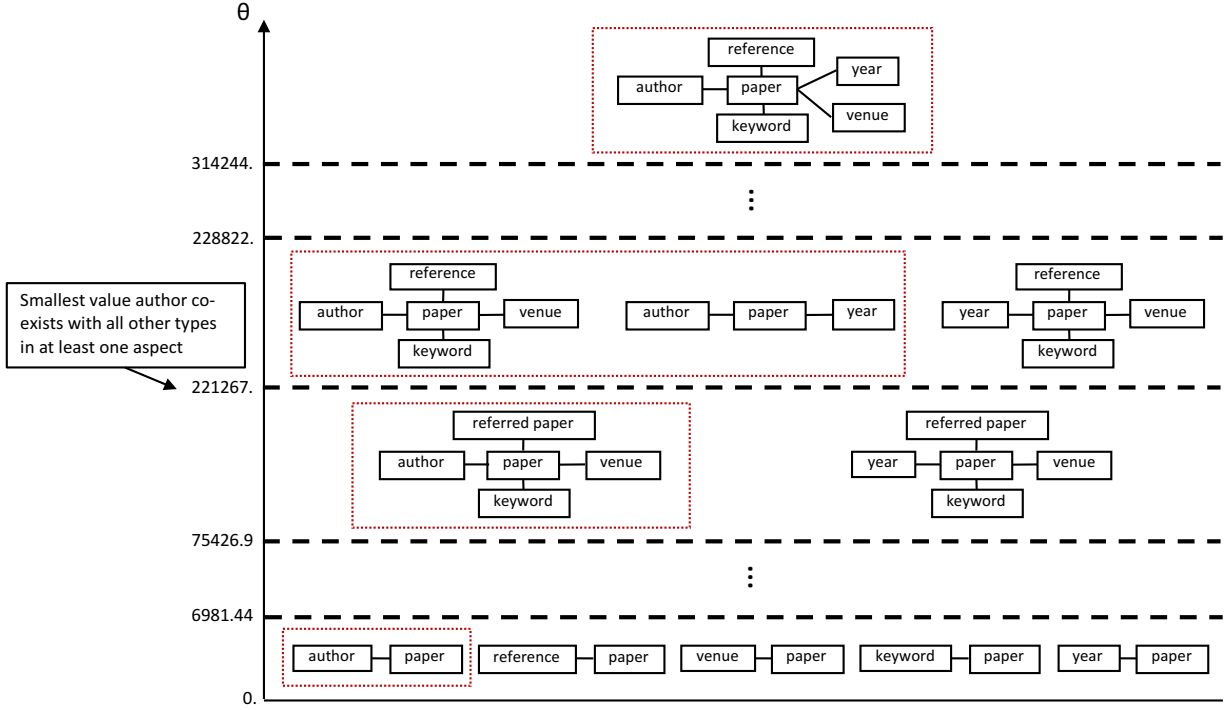 θ
reference
year
author
paper
venue
keyword
314244.
⋮
228822.
reference
reference
author
paper
venue
author
paper
year
year
paper
venue
keyword
keyword
Smallest value author co-
exists with all other types
in at least one aspect
221267.
referred paper
referred paper
author
paper
venue
year
paper
venue
keyword
keyword
75426.9
⋮
6981.44
author
paper
reference
paper
venue
paper
keyword
paper
year
paper
0.